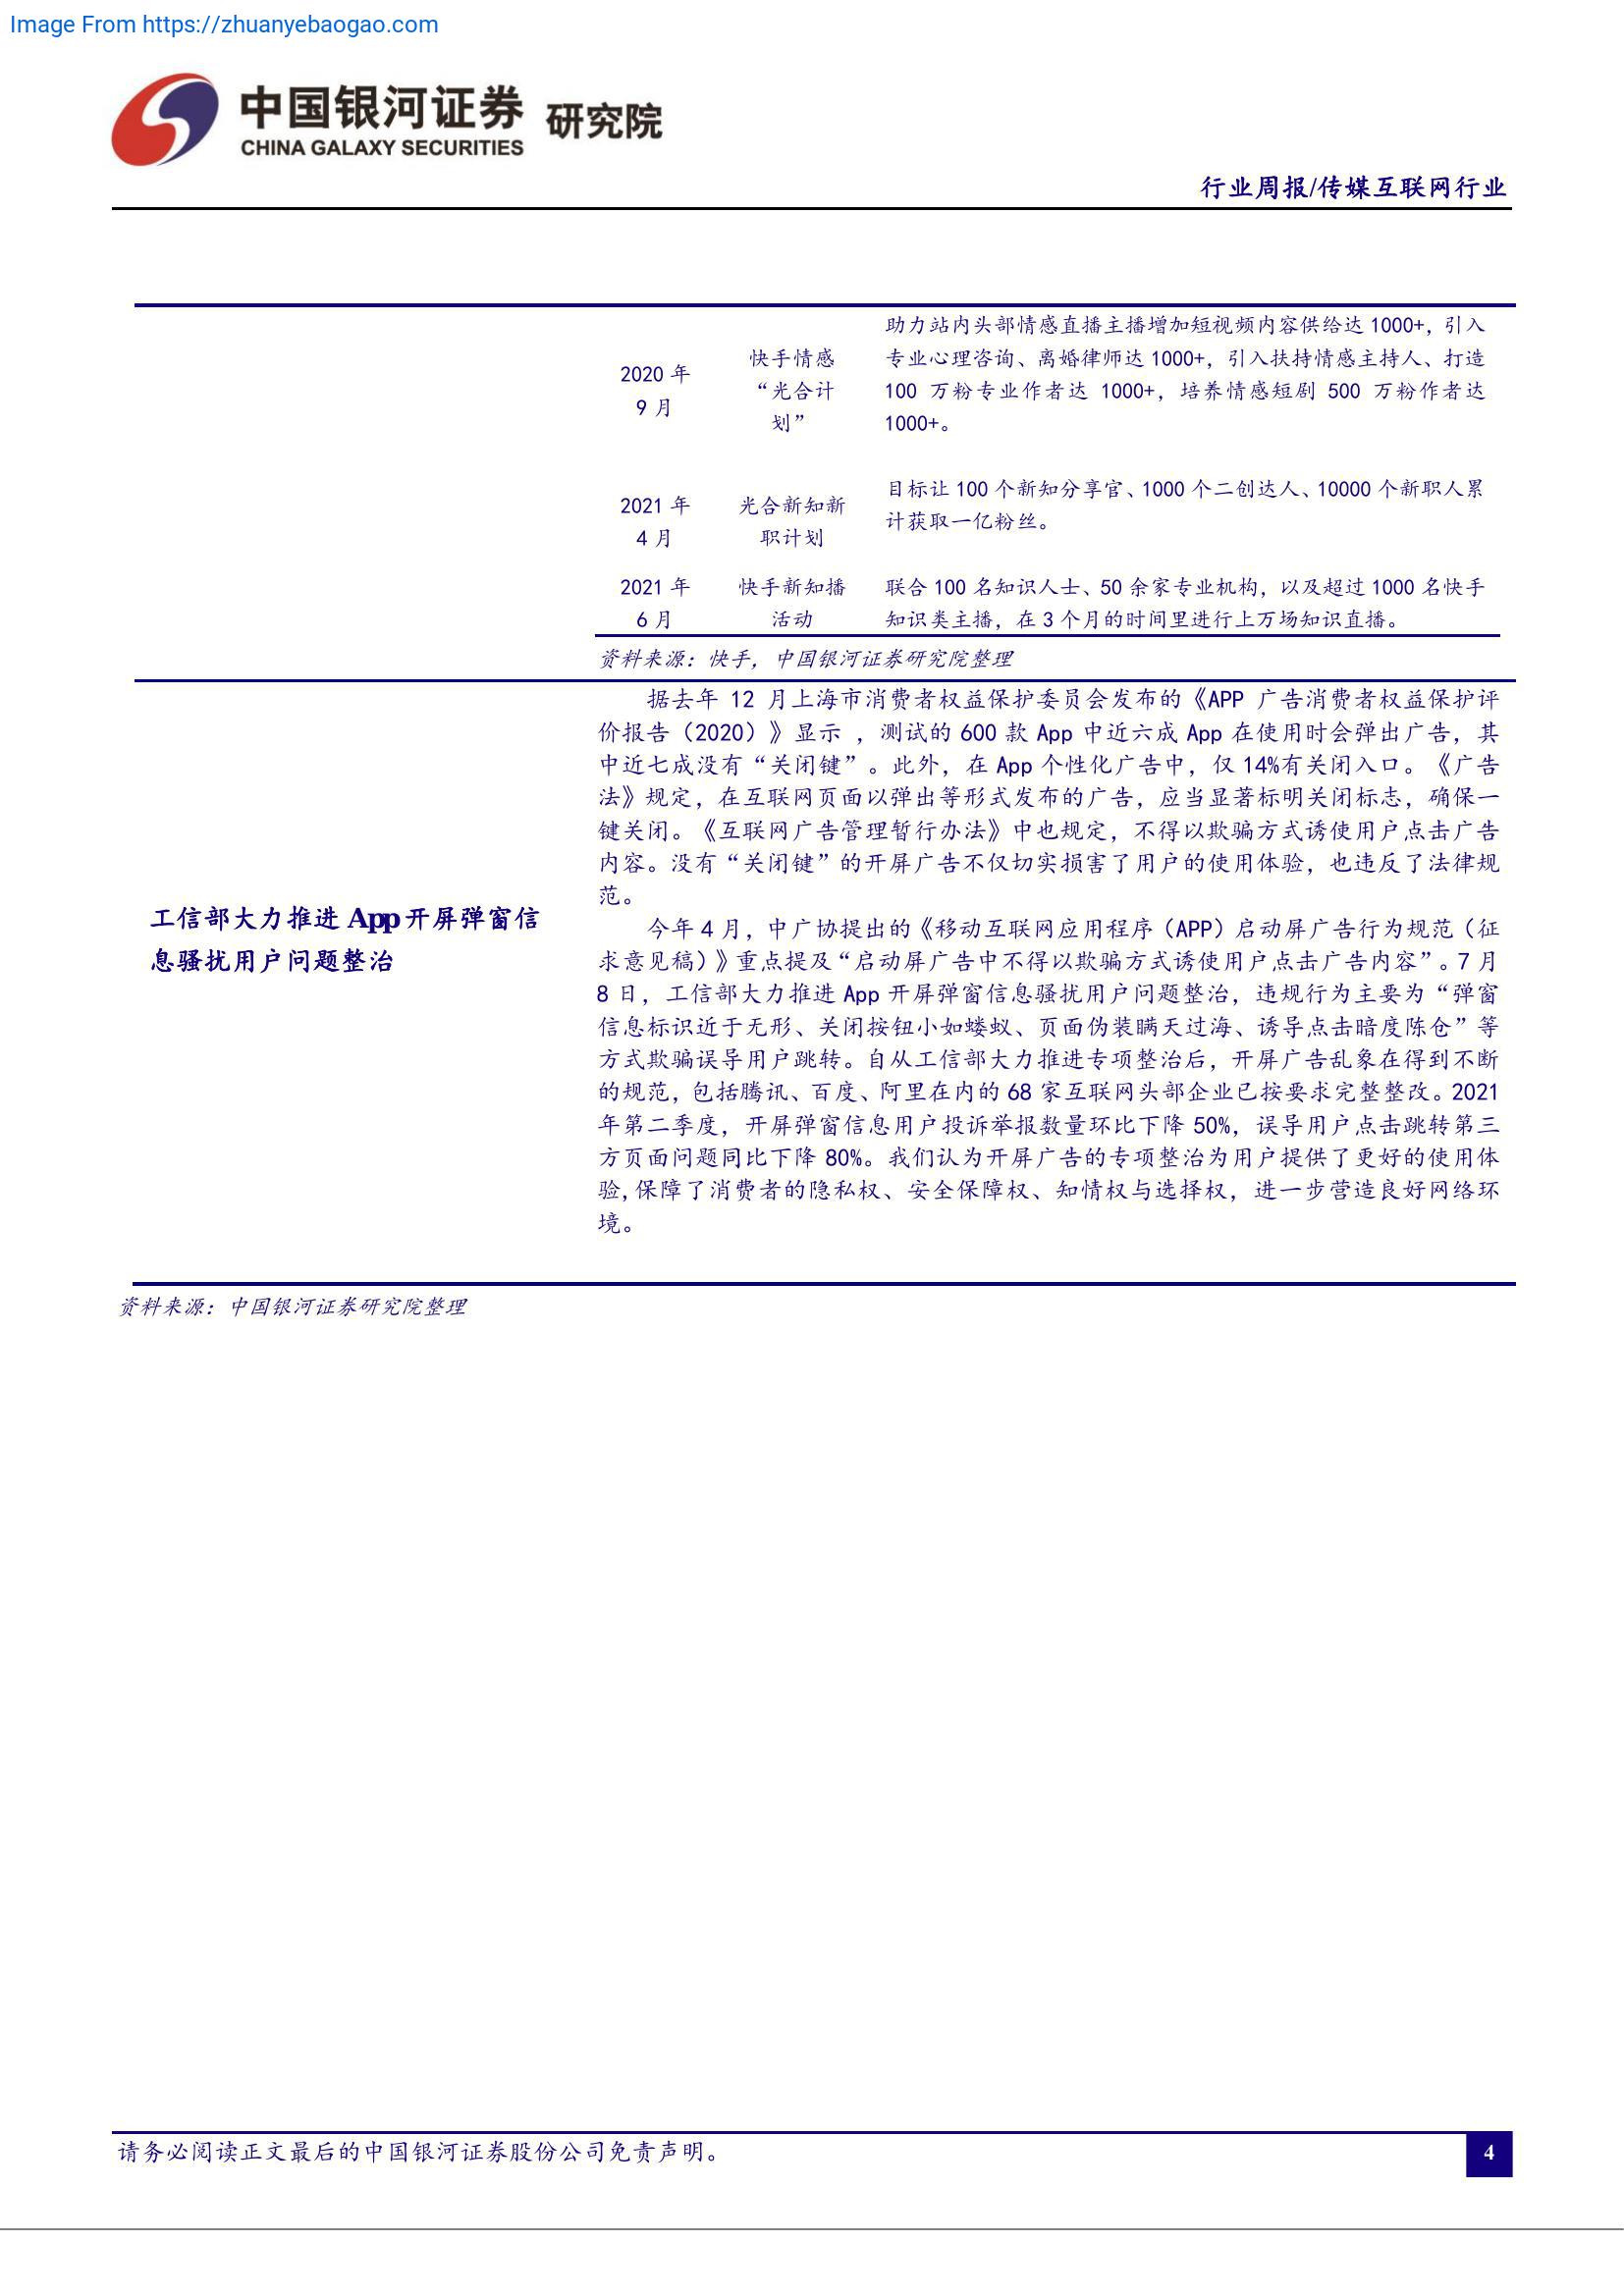 Image From https://zhuanyebaogao.com
中国银河证券 研究院
CHINA GALAXY SECURITIES
行业周报/传媒互联网行业
2020 年
9 月
快手情感
“光合计
划”
助力站内头部情感直播主播增加短视频内容供给达 1000+，引入
专业心理咨询、离婚律师达 1000+，引入扶持情感主持人、打造
100 万粉专业作者达 1000+，培养情感短剧 500 万粉作者达
1000+。
2021 年
4 月
光合新知新
职计划
目标让 100 个新知分享官、1000 个二创达人、10000 个新职人累
计获取一亿粉丝。
2021 年
6 月
快手新知播
活动
联合 100 名知识人士、50 余家专业机构，以及超过 1000 名快手
知识类主播，在 3 个月的时间里进行上万场知识直播。
资料来源：快手，中国银河证券研究院整理
工信部大力推进 App 开屏弹窗信
息骚扰用户问题整治
据去年 12 月上海市消费者权益保护委员会发布的《APP 广告消费者权益保护评
价报告（2020）》显示 ，测试的 600 款 App 中近六成 App 在使用时会弹出广告，其
中近七成没有“关闭键”。此外，在 App 个性化广告中，仅 14%有关闭入口。《广告
法》规定，在互联网页面以弹出等形式发布的广告，应当显著标明关闭标志，确保一
键关闭。《互联网广告管理暂行办法》中也规定，不得以欺骗方式诱使用户点击广告
内容。没有“关闭键”的开屏广告不仅切实损害了用户的使用体验，也违反了法律规
范。
今年 4 月，中广协提出的《移动互联网应用程序（APP）启动屏广告行为规范（征
求意见稿）》重点提及“启动屏广告中不得以欺骗方式诱使用户点击广告内容”。7 月
8 日，工信部大力推进 App 开屏弹窗信息骚扰用户问题整治，违规行为主要为“弹窗
信息标识近于无形、关闭按钮小如蝼蚁、页面伪装瞒天过海、诱导点击暗度陈仓”等
方式欺骗误导用户跳转。自从工信部大力推进专项整治后，开屏广告乱象在得到不断
的规范，包括腾讯、百度、阿里在内的 68 家互联网头部企业已按要求完整整改。2021
年第二季度，开屏弹窗信息用户投诉举报数量环比下降 50%，误导用户点击跳转第三
方页面问题同比下降 80%。我们认为开屏广告的专项整治为用户提供了更好的使用体
验,保障了消费者的隐私权、安全保障权、知情权与选择权，进一步营造良好网络环
境。
资料来源：中国银河证券研究院整理
请务必阅读正文最后的中国银河证券股份公司免责声明。
4